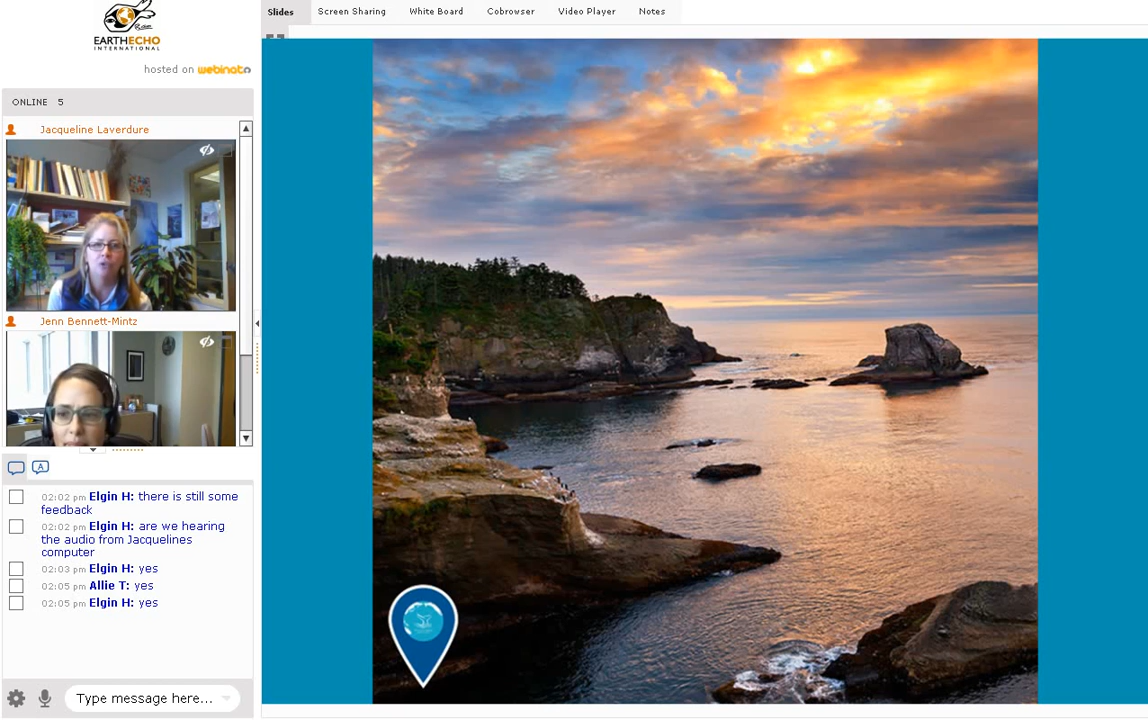 EARTHECHO
INTERNATIONAL
hosted on webinato
ONLINE 5
Jacqueline Laverdure
Jenn Bennett-Mintz
02:02 pm Elgin H: there is still some
feedback
02:02 pm Elgin H: are we hearing
the audio from Jacquelines
computer
02:03 pm Elgin H: yes
02:05 pm Allie T: yes
02:05 pm Elgin H: yes
Type message here...
Slides Screen Sharing White Board Cobrowser Video Player Notes